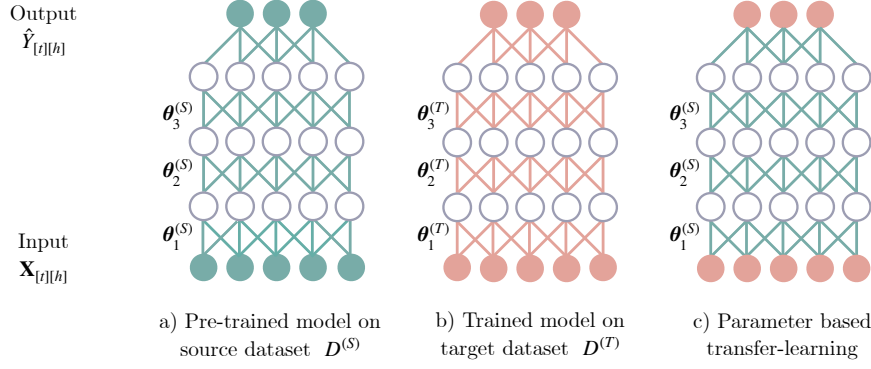 Output
Ŷ[t][h]
θ₃^(S)
θ₂^(S)
θ₁^(S)
θ₃^(T)
θ₂^(T)
θ₁^(T)
θ₃^(S)
θ₂^(S)
θ₁^(S)
Input
X[t][h]
a) Pre-trained model on
source dataset D^(S)
b) Trained model on
target dataset D^(T)
c) Parameter based
transfer-learning